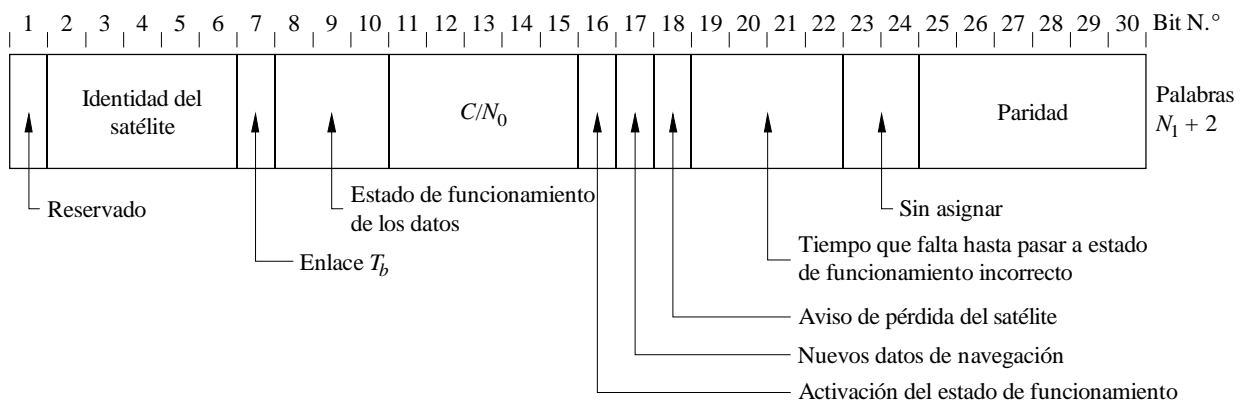 1 2 3 4 5 6 7 8 9 10 11 12 13 14 15 16 17 18 19 20 21 22 23 24 25 26 27 28 29 30 Bit N.°
Identidad del
satélite
C/N0
Paridad
Palabras
N1 + 2
Reservado
Estado de funcionamiento
de los datos
Enlace Tb
Sin asignar
Tiempo que falta hasta pasar a estado
de funcionamiento incorrecto
Aviso de pérdida del satélite
Nuevos datos de navegación
Activación del estado de funcionamiento